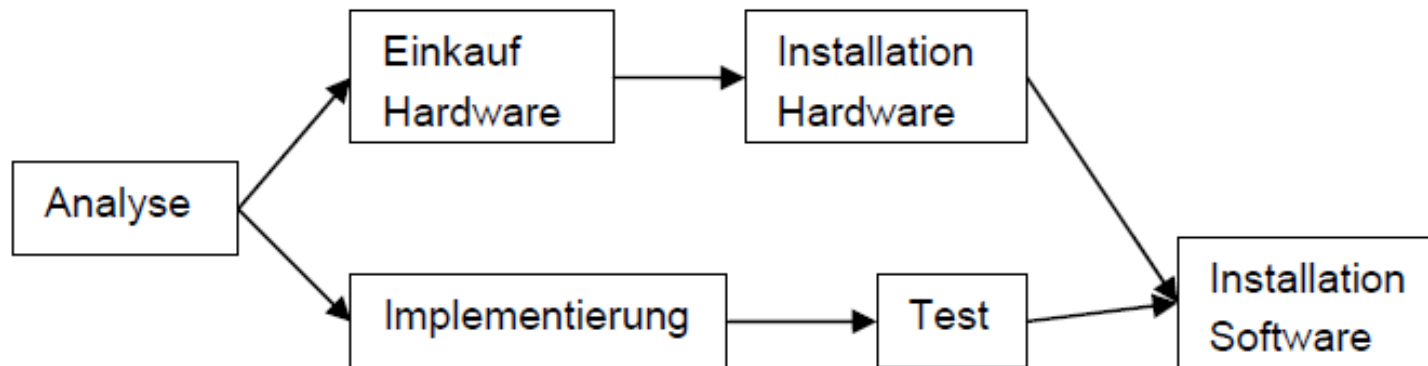 Einkauf
Hardware
Installation
Hardware
Analyse
Implementierung
Test
Installation
Software